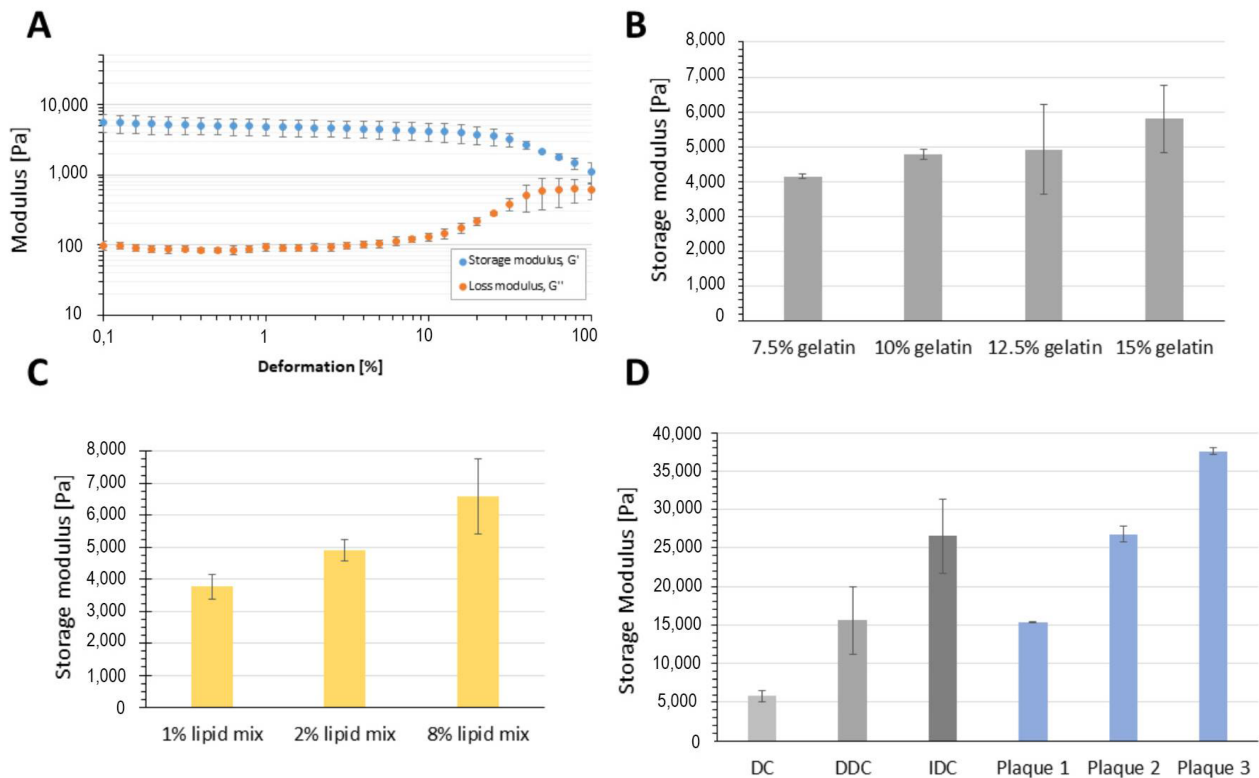 A
Modulus [Pa]
10,000
1,000
100
10
0,1
1
10
100
Deformation [%]
Storage modulus, G'
Loss modulus, G''
B
Storage modulus [Pa]
8,000
7,000
6,000
5,000
4,000
3,000
2,000
1,000
0
7.5% gelatin
10% gelatin
12.5% gelatin
15% gelatin
C
Storage modulus [Pa]
8,000
7,000
6,000
5,000
4,000
3,000
2,000
1,000
0
1% lipid mix
2% lipid mix
8% lipid mix
D
Storage Modulus [Pa]
40,000
35,000
30,000
25,000
20,000
15,000
10,000
5,000
0
DC
DDC
IDC
Plaque 1
Plaque 2
Plaque 3